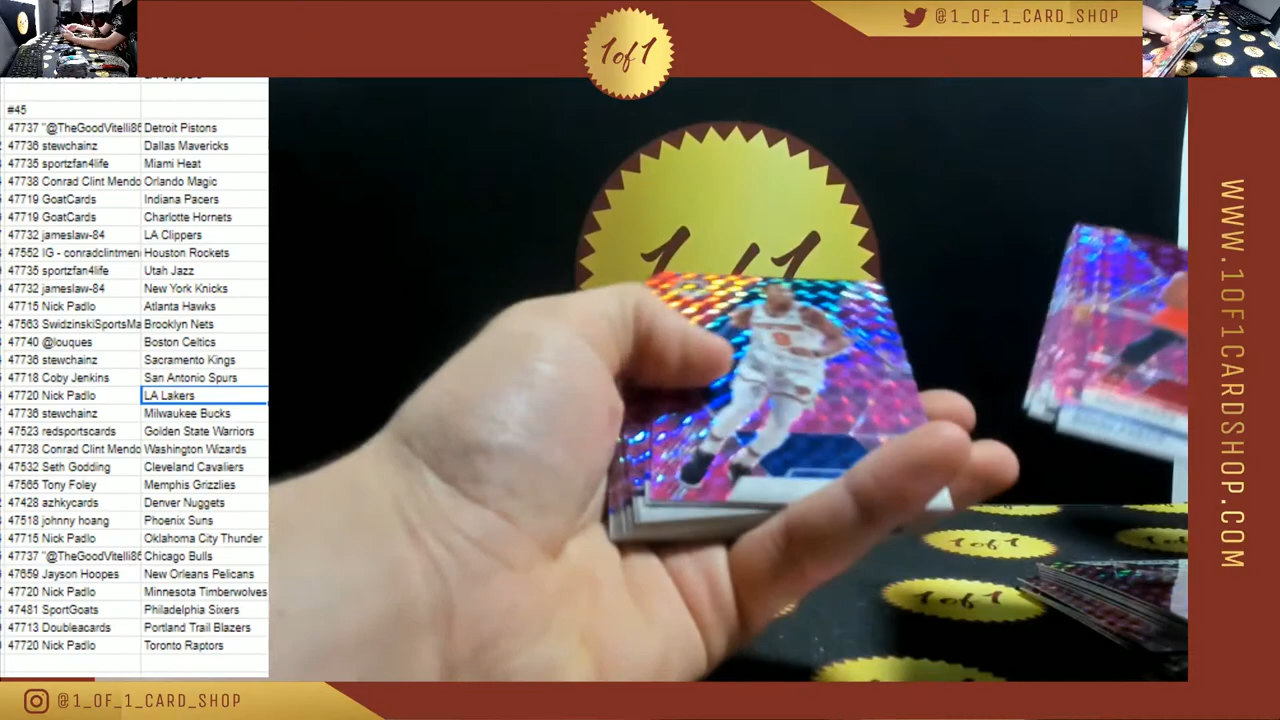 1of1
@1_OF_1_CARD_SHOP
#45
47737 "@TheGoodVitelli86 Detroit Pistons
47736 stewchainz Dallas Mavericks
47735 sportzfan4life Miami Heat
47738 Conrad Clint Mendo Orlando Magic
47719 GoatCards Indiana Pacers
47719 GoatCards Charlotte Hornets
47732 jameslaw-84 LA Clippers
47552 IG - conradclintmen Houston Rockets
47735 sportzfan4life Utah Jazz
47732 jameslaw-84 New York Knicks
47715 Nick Padlo Atlanta Hawks
47563 SwidzinskiSportsMa Brooklyn Nets
47740 @louques Boston Celtics
47736 stewchainz Sacramento Kings
47718 Coby Jenkins San Antonio Spurs
47720 Nick Padlo LA Lakers
47736 stewchainz Milwaukee Bucks
47523 redsportscards Golden State Warriors
47738 Conrad Clint Mendo Washington Wizards
47532 Seth Godding Cleveland Cavaliers
47565 Tony Foley Memphis Grizzlies
47428 azhkycards Denver Nuggets
47518 johnny hoang Phoenix Suns
47715 Nick Padlo Oklahoma City Thunder
47737 "@TheGoodVitelli86 Chicago Bulls
47659 Jayson Hoopes New Orleans Pelicans
47720 Nick Padlo Minnesota Timberwolves
47481 SportGoats Philadelphia Sixers
47713 Doubleacards Portland Trail Blazers
47720 Nick Padlo Toronto Raptors
1of1
1of1
WWW.1OF1CARDSHOP.COM
@1_OF_1_CARD_SHOP